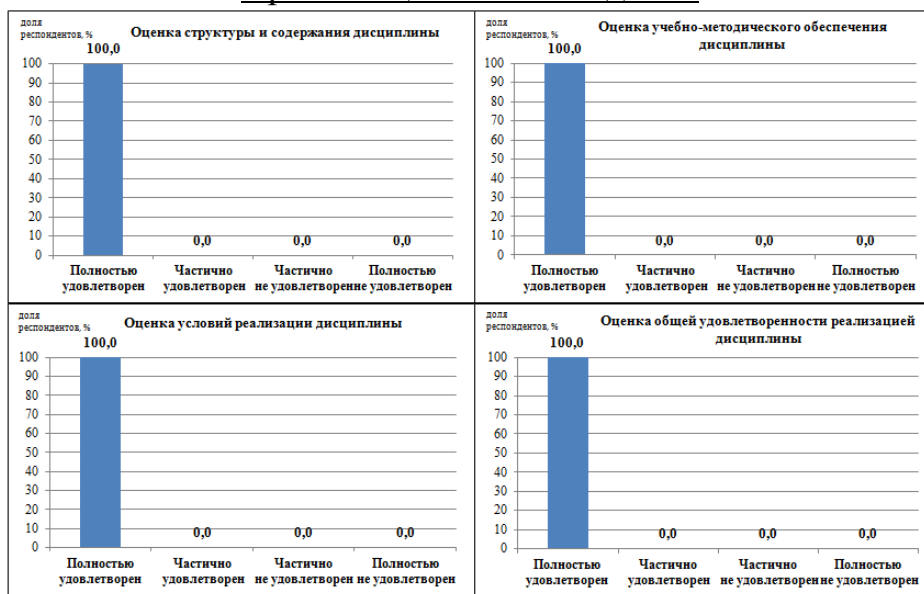 доля
респондентов, %
Оценка структуры и содержания дисциплины
100,0
100
90
80
70
60
50
40
30
20
10
0
0,0 0,0 0,0
Полностью удовлетворен
Частично удовлетворен
Частично не удовлетворен
Полностью не удовлетворен
доля
респондентов, %
Оценка учебно-методического обеспечения
дисциплины
100,0
100
90
80
70
60
50
40
30
20
10
0
0,0 0,0 0,0
Полностью удовлетворен
Частично удовлетворен
Частично не удовлетворен
Полностью не удовлетворен
доля
респондентов, %
Оценка условий реализации дисциплины
100,0
100
90
80
70
60
50
40
30
20
10
0
0,0 0,0 0,0
Полностью удовлетворен
Частично удовлетворен
Частично не удовлетворен
Полностью не удовлетворен
доля
респондентов, %
Оценка общей удовлетворенности реализацией
дисциплины
100,0
100
90
80
70
60
50
40
30
20
10
0
0,0 0,0 0,0
Полностью удовлетворен
Частично удовлетворен
Частично не удовлетворен
Полностью не удовлетворен